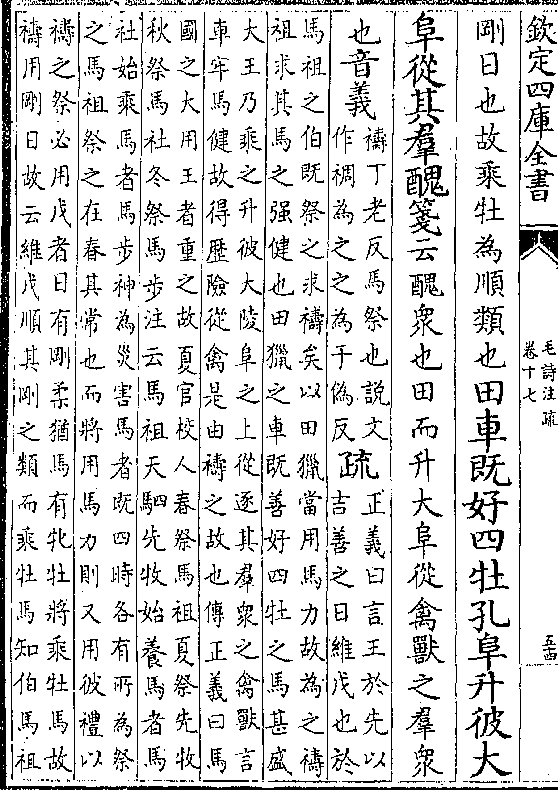 欽定四庫全書
毛詩注疏
卷十七
五十四
剛日也故乘牡為順類也田車既好四牡孔阜升彼大
阜從其羣醜箋云醜衆也田而升大阜從禽獸之羣衆
也音義
禱丁老反馬祭也說文
作禂為之之為于偽反
疏
正義曰言王於先以
吉善之日維戊也於
馬祖之伯既祭之求禱矣以田獵當用馬力故為之禱
祖求其馬之强健也田獵之車既善好四牡之馬甚盛
大王乃乘之升彼大陵阜之上從逐其羣衆之禽獸言
車牢馬健故得歷險從禽是由禱之故也傳正義曰馬
國之大用王者重之故夏官校人春祭馬祖夏祭先牧
秋祭馬社冬祭馬步注云馬祖天駟先牧始養馬者馬
社始乘馬者馬步神為災害馬者既四時各有所為祭
之馬祖祭之在春其常也而將用馬力則又用彼禮以
禱之祭必用戊者日有剛柔猶馬有牝牡將乘牡馬故
禱用剛日故云維戊順其剛之類而乘牡馬知伯馬祖